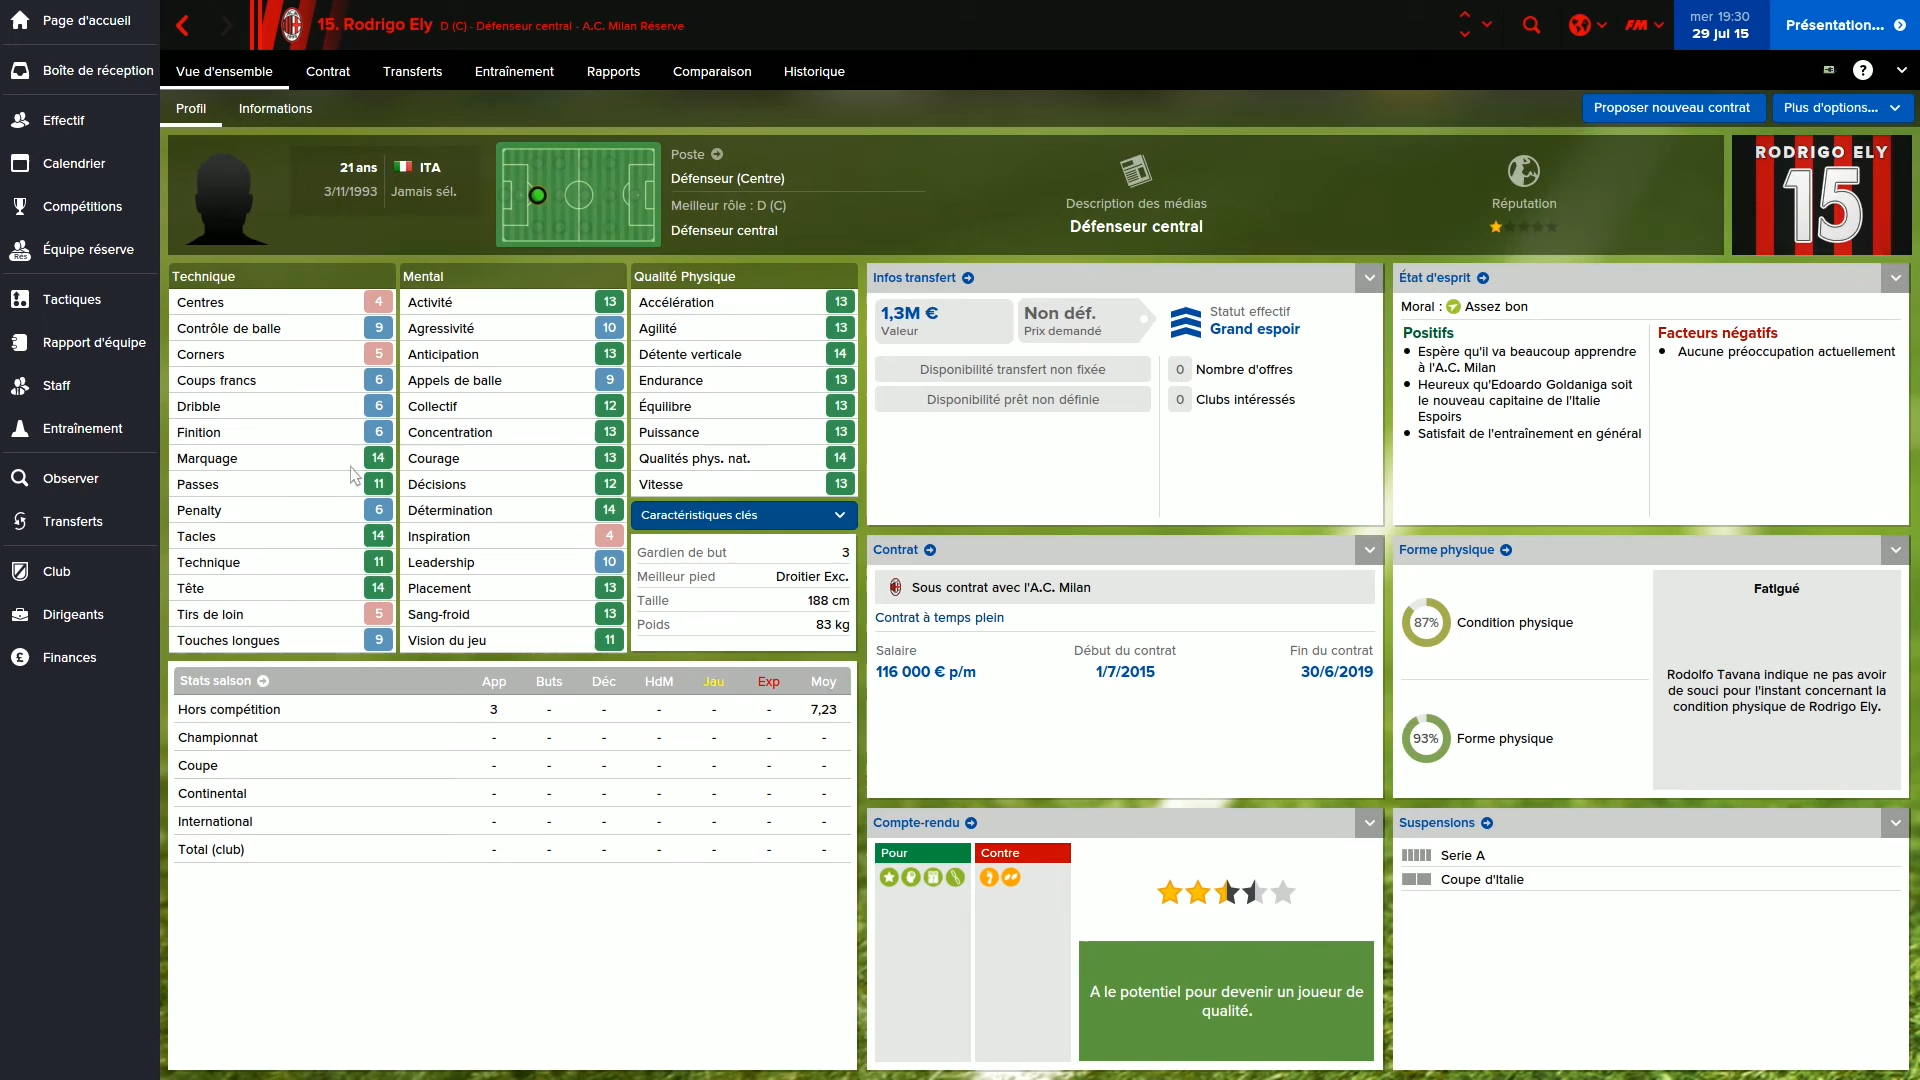 Page d'accueil
Boîte de réception
Effectif
Calendrier
Compétitions
Rés
Équipe réserve
Tactiques
Rapport d'équipe
Staff
Entraînement
Observer
Transferts
Club
Dirigeants
£
Finances
15. Rodrigo Ely D (C) - Défenseur central - A.C. Milan Réserve
FM
mer 19:30
29 jul 15
Présentation...
Vue d'ensemble Contrat Transferts Entraînement Rapports Comparaison Historique
?
Profil Informations
Proposer nouveau contrat
Plus d'options...
21 ans ITA
3/11/1993 Jamais sél.
Poste
Défenseur (Centre)
Meilleur rôle : D (C)
Défenseur central
Description des médias
Défenseur central
Réputation
RODRIGO ELY
15
Technique
Centres 4
Contrôle de balle 9
Corners 5
Coups francs 6
Dribble 6
Finition 6
Marquage 14
Passes 11
Penalty 6
Tacles 14
Technique 11
Tête 14
Tirs de loin 5
Touches longues 9
Mental
Activité 13
Agressivité 10
Anticipation 13
Appels de balle 9
Collectif 12
Concentration 13
Courage 13
Décisions 12
Détermination 14
Inspiration 4
Leadership 10
Placement 13
Sang-froid 13
Vision du jeu 11
Qualité Physique
Accélération 13
Agilité 13
Détente verticale 14
Endurance 13
Équilibre 13
Puissance 13
Qualités phys. nat. 14
Vitesse 13
Caractéristiques clés
Gardien de but 3
Meilleur pied Droitier Exc.
Taille 188 cm
Poids 83 kg
Stats saison App Buts Déc HdM Jau Exp Moy
Hors compétition 3 - - - - - 7,23
Championnat - - - - - - -
Coupe - - - - - - -
Continental - - - - - - -
International - - - - - - -
Total (club) - - - - - - -
Infos transfert
1,3M €
Valeur
Non déf.
Prix demandé
Statut effectif
Grand espoir
Disponibilité transfert non fixée
Disponibilité prêt non définie
0 Nombre d'offres
0 Clubs intéressés
Contrat
Sous contrat avec l'A.C. Milan
Contrat à temps plein
Salaire Début du contrat Fin du contrat
116 000 € p/m 1/7/2015 30/6/2019
Compte-rendu
Pour Contre
A le potentiel pour devenir un joueur de
qualité.
État d'esprit
Moral : Assez bon
Positifs
• Espère qu'il va beaucoup apprendre
à l'A.C. Milan
• Heureux qu'Edoardo Goldaniga soit
le nouveau capitaine de l'Italie
Espoirs
• Satisfait de l'entraînement en général
Facteurs négatifs
• Aucune préoccupation actuellement
Forme physique
87% Condition physique
93% Forme physique
Fatigué
Rodolfo Tavana indique ne pas avoir
de souci pour l'instant concernant la
condition physique de Rodrigo Ely.
Suspensions
Serie A
Coupe d'Italie